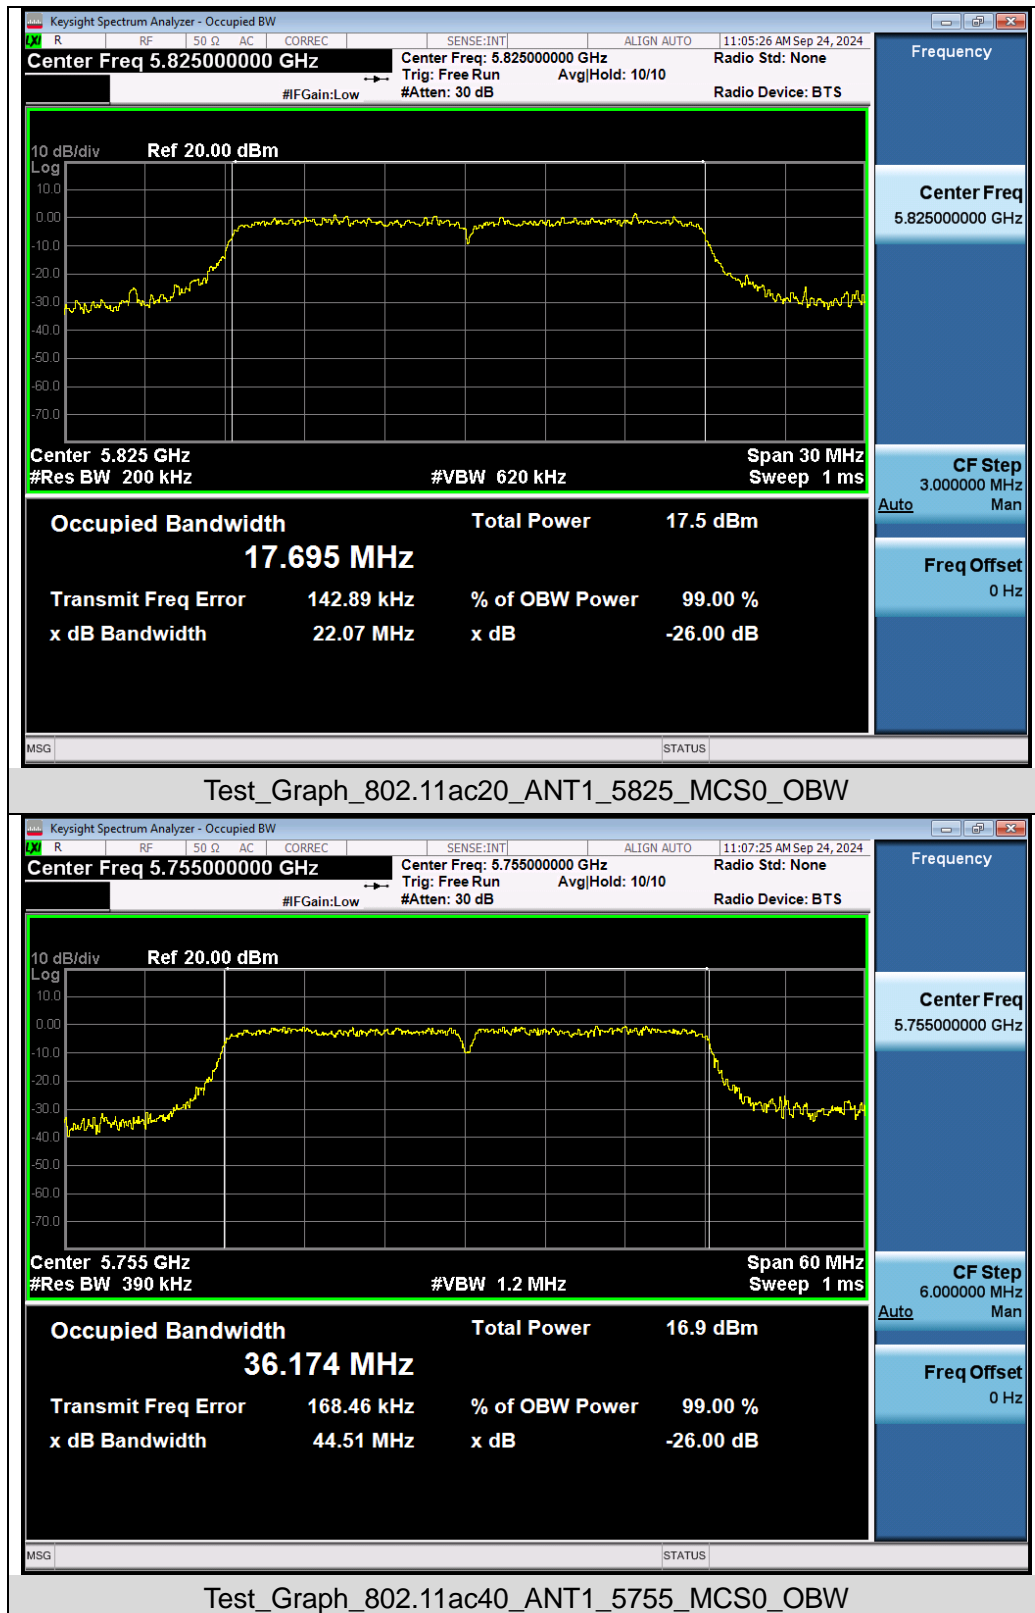 Keysight Spectrum Analyzer - Occupied BW
LXI R RF 50 Ω AC CORREC SENSE:INT ALIGN AUTO 11:05:26 AM Sep 24, 2024
Center Freq 5.825000000 GHz
Center Freq: 5.825000000 GHz
Radio Std: None
Trig: Free Run Avg|Hold: 10/10
#IFGain:Low
#Atten: 30 dB
Radio Device: BTS
10 dB/div Ref 20.00 dBm
Log
10.0
0.00
-10.0
-20.0
-30.0
-40.0
-50.0
-60.0
-70.0
Center 5.825 GHz Span 30 MHz
#Res BW 200 kHz #VBW 620 kHz Sweep 1 ms
Occupied Bandwidth Total Power 17.5 dBm
17.695 MHz
Transmit Freq Error 142.89 kHz % of OBW Power 99.00 %
x dB Bandwidth 22.07 MHz x dB -26.00 dB
MSG STATUS
Frequency
Center Freq
5.825000000 GHz
CF Step
3.000000 MHz
Auto Man
Freq Offset
0 Hz
Test_Graph_802.11ac20_ANT1_5825_MCS0_OBW
Keysight Spectrum Analyzer - Occupied BW
LXI R RF 50 Ω AC CORREC SENSE:INT ALIGN AUTO 11:07:25 AM Sep 24, 2024
Center Freq 5.755000000 GHz
Center Freq: 5.755000000 GHz
Radio Std: None
Trig: Free Run Avg|Hold: 10/10
#IFGain:Low
#Atten: 30 dB
Radio Device: BTS
10 dB/div Ref 20.00 dBm
Log
10.0
0.00
-10.0
-20.0
-30.0
-40.0
-50.0
-60.0
-70.0
Center 5.755 GHz Span 60 MHz
#Res BW 390 kHz #VBW 1.2 MHz Sweep 1 ms
Occupied Bandwidth Total Power 16.9 dBm
36.174 MHz
Transmit Freq Error 168.46 kHz % of OBW Power 99.00 %
x dB Bandwidth 44.51 MHz x dB -26.00 dB
MSG STATUS
Frequency
Center Freq
5.755000000 GHz
CF Step
6.000000 MHz
Auto Man
Freq Offset
0 Hz
Test_Graph_802.11ac40_ANT1_5755_MCS0_OBW